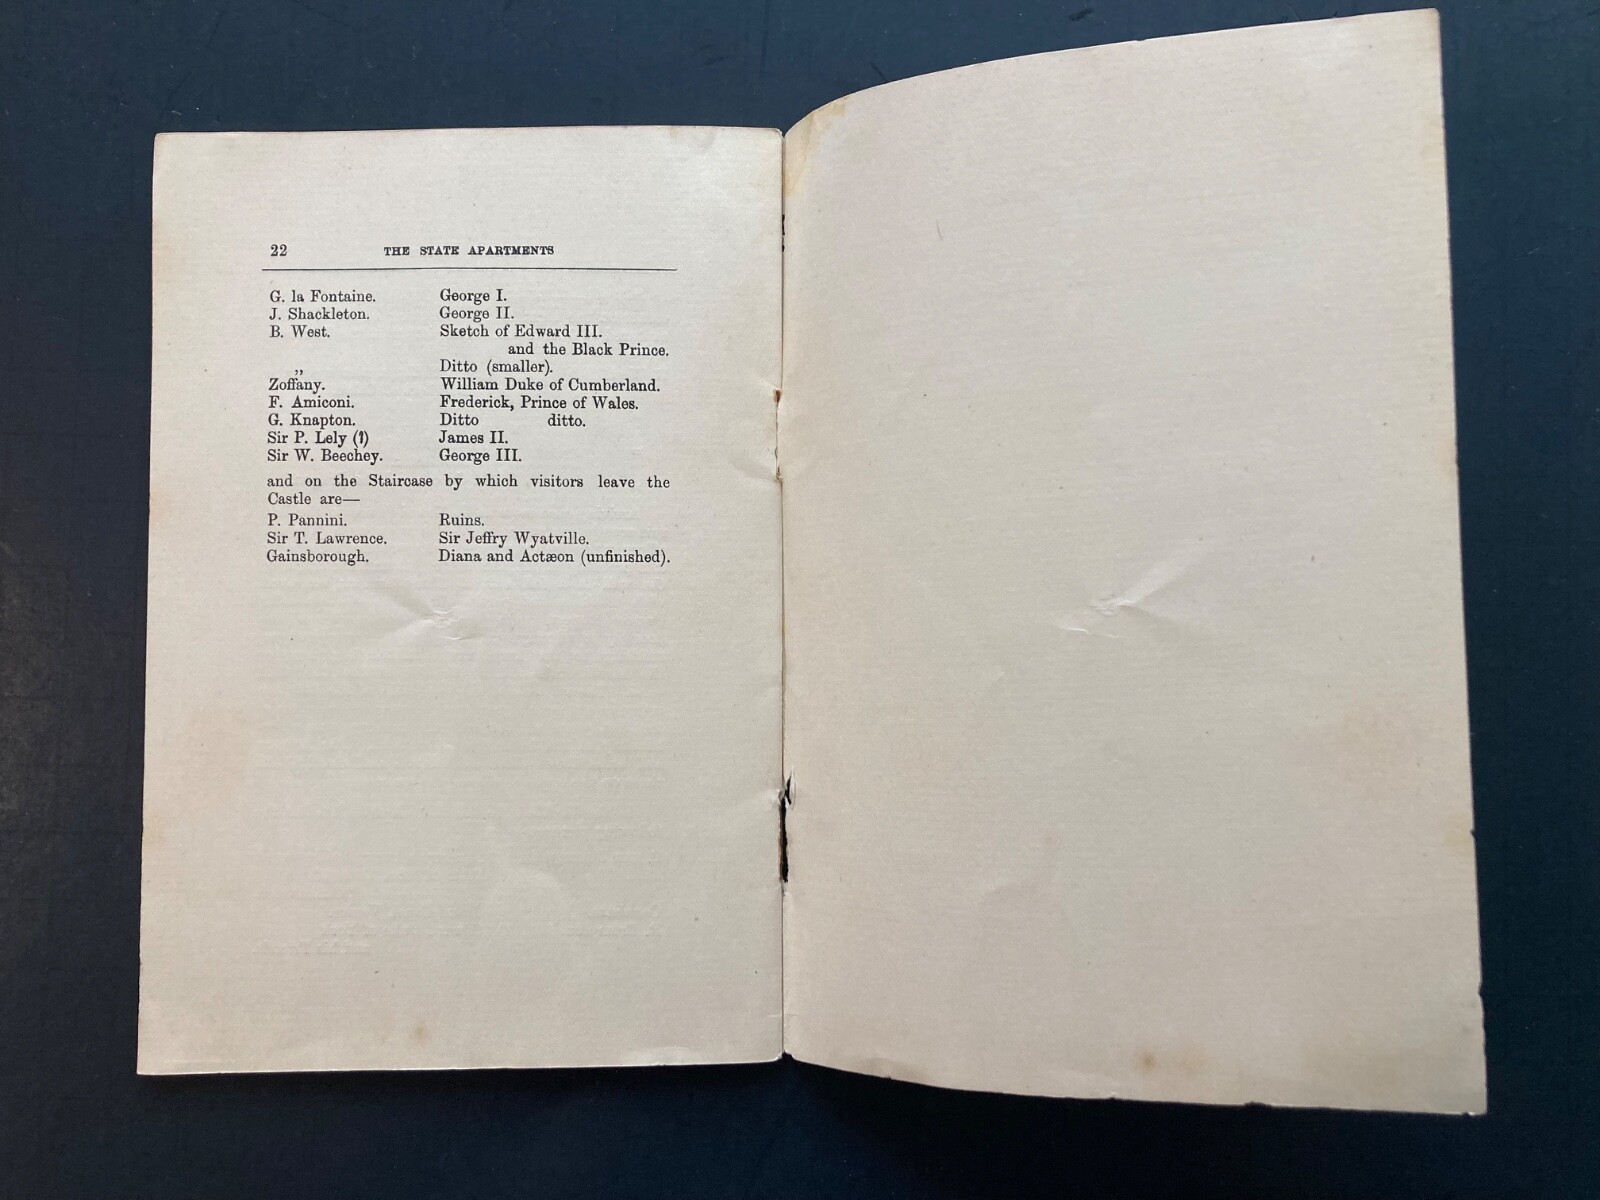 22 THE STATE APARTMENTS
G. la Fontaine. George I.
J. Shackleton. George II.
B. West. Sketch of Edward III.
and the Black Prince.
„ Ditto (smaller).
Zoffany. William Duke of Cumberland.
F. Amiconi. Frederick, Prince of Wales.
G. Knapton. Ditto ditto.
Sir P. Lely (?) James II.
Sir W. Beechey. George III.
and on the Staircase by which visitors leave the
Castle are—
P. Pannini. Ruins.
Sir T. Lawrence. Sir Jeffry Wyatville.
Gainsborough. Diana and Actæon (unfinished).